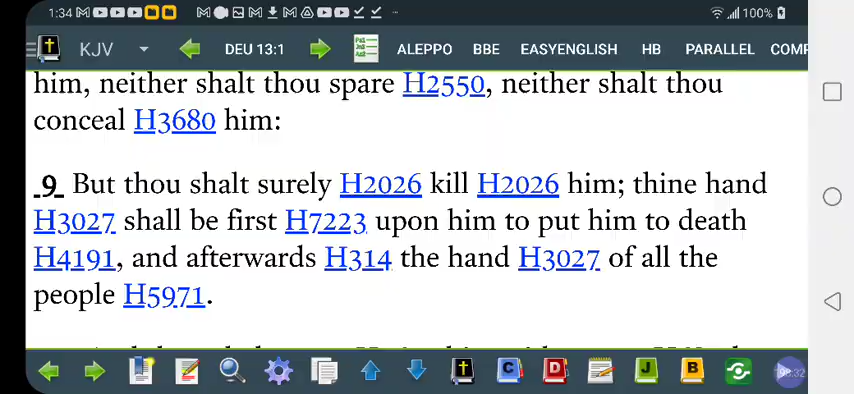 1:34 100%
KJV DEU 13:1 ALEPPO BBE EASYENGLISH HB PARALLEL
him, neither shalt thou spare H2550, neither shalt thou
conceal H3680 him:
9 But thou shalt surely H2026 kill H2026 him; thine hand
H3027 shall be first H7223 upon him to put him to death
H4191, and afterwards H314 the hand H3027 of all the
people H5971.
C D J B